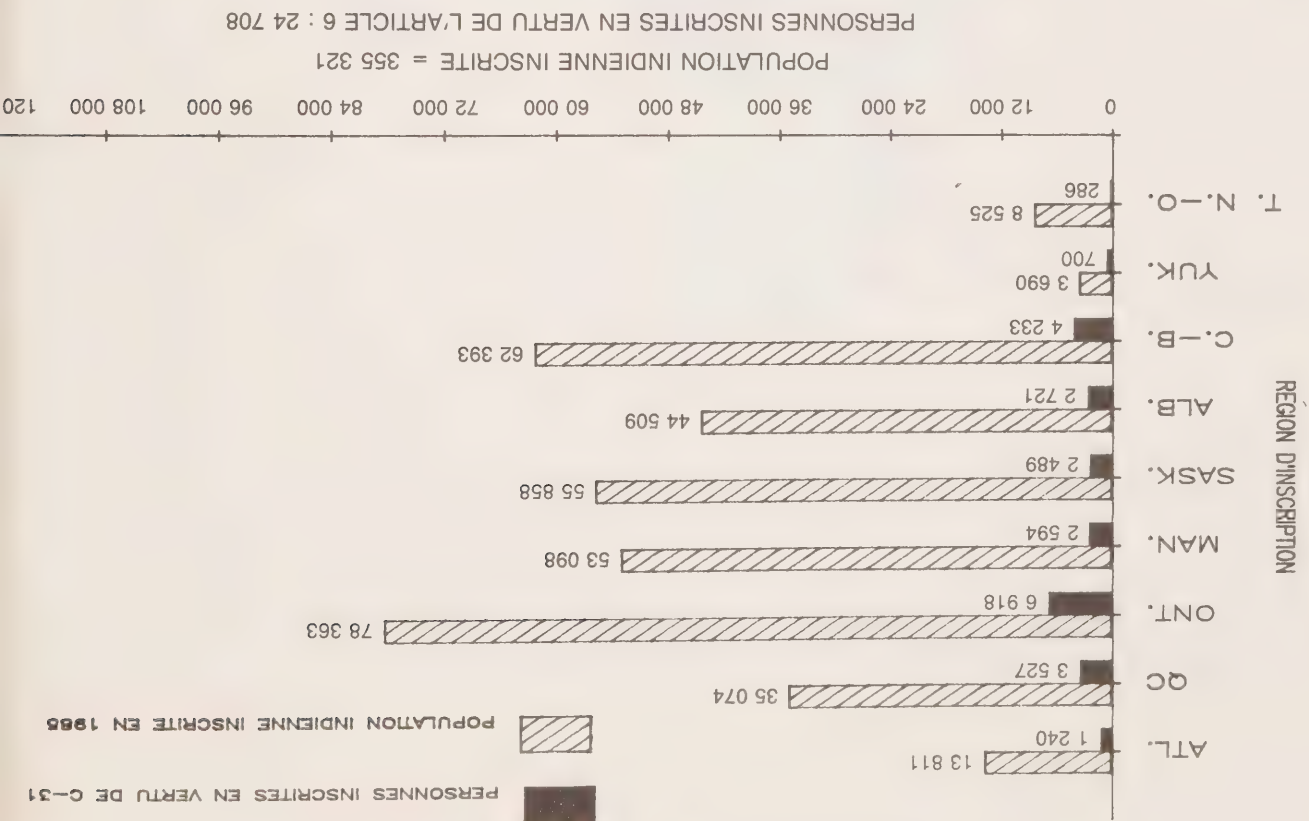 PERSONNES INSCRITES EN VERTU DE C-31
POPULATION INDIENNE INSCRITE EN 1985
RÉGION D'INSCRIPTION
ATL. 13 811
1 240
QC 35 074
3 527
ONT. 78 363
6 918
MAN. 53 098
2 594
SASK. 55 858
2 489
ALB. 44 509
2 721
C.-B. 62 393
4 233
YUK. 3 690
700
T. N.-O. 8 525
286
0 12 000 24 000 36 000 48 000 60 000 72 000 84 000 96 000 108 000 120
POPULATION INDIENNE INSCRITE = 355 321
PERSONNES INSCRITES EN VERTU DE L'ARTICLE 6 : 24 708